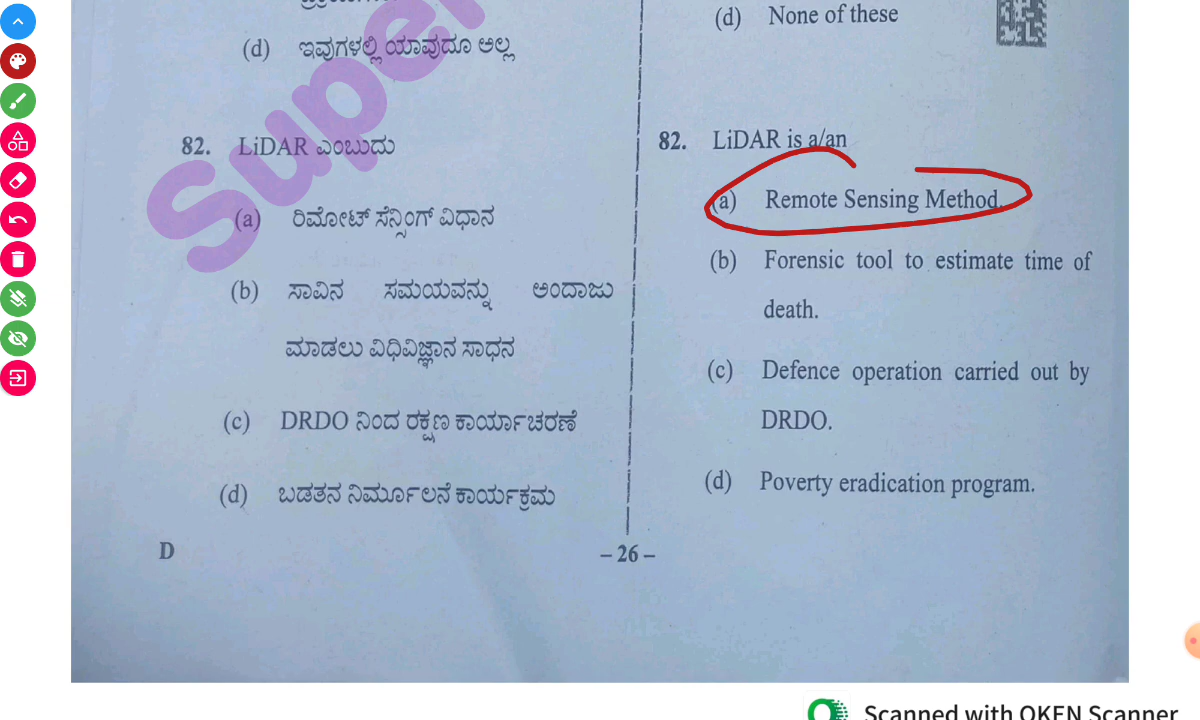 (d) ಇವುಗಳಲ್ಲಿ ಯಾವುದೂ ಅಲ್ಲ
82. LiDAR ಎಂಬುದು
(a) ರಿಮೋಟ್ ಸೆನ್ಸಿಂಗ್ ವಿಧಾನ
(b) ಸಾವಿನ ಸಮಯವನ್ನು ಅಂದಾಜು
ಮಾಡಲು ವಿಧಿವಿಜ್ಞಾನ ಸಾಧನ
(c) DRDO ನಿಂದ ರಕ್ಷಣ ಕಾರ್ಯಾಚರಣೆ
(d) ಬಡತನ ನಿರ್ಮೂಲನೆ ಕಾರ್ಯಕ್ರಮ
(d) None of these
82. LiDAR is a/an
(a) Remote Sensing Method.
(b) Forensic tool to estimate time of
death.
(c) Defence operation carried out by
DRDO.
(d) Poverty eradication program.
D
– 26 –
Super
Scanned with OKEN Scanner